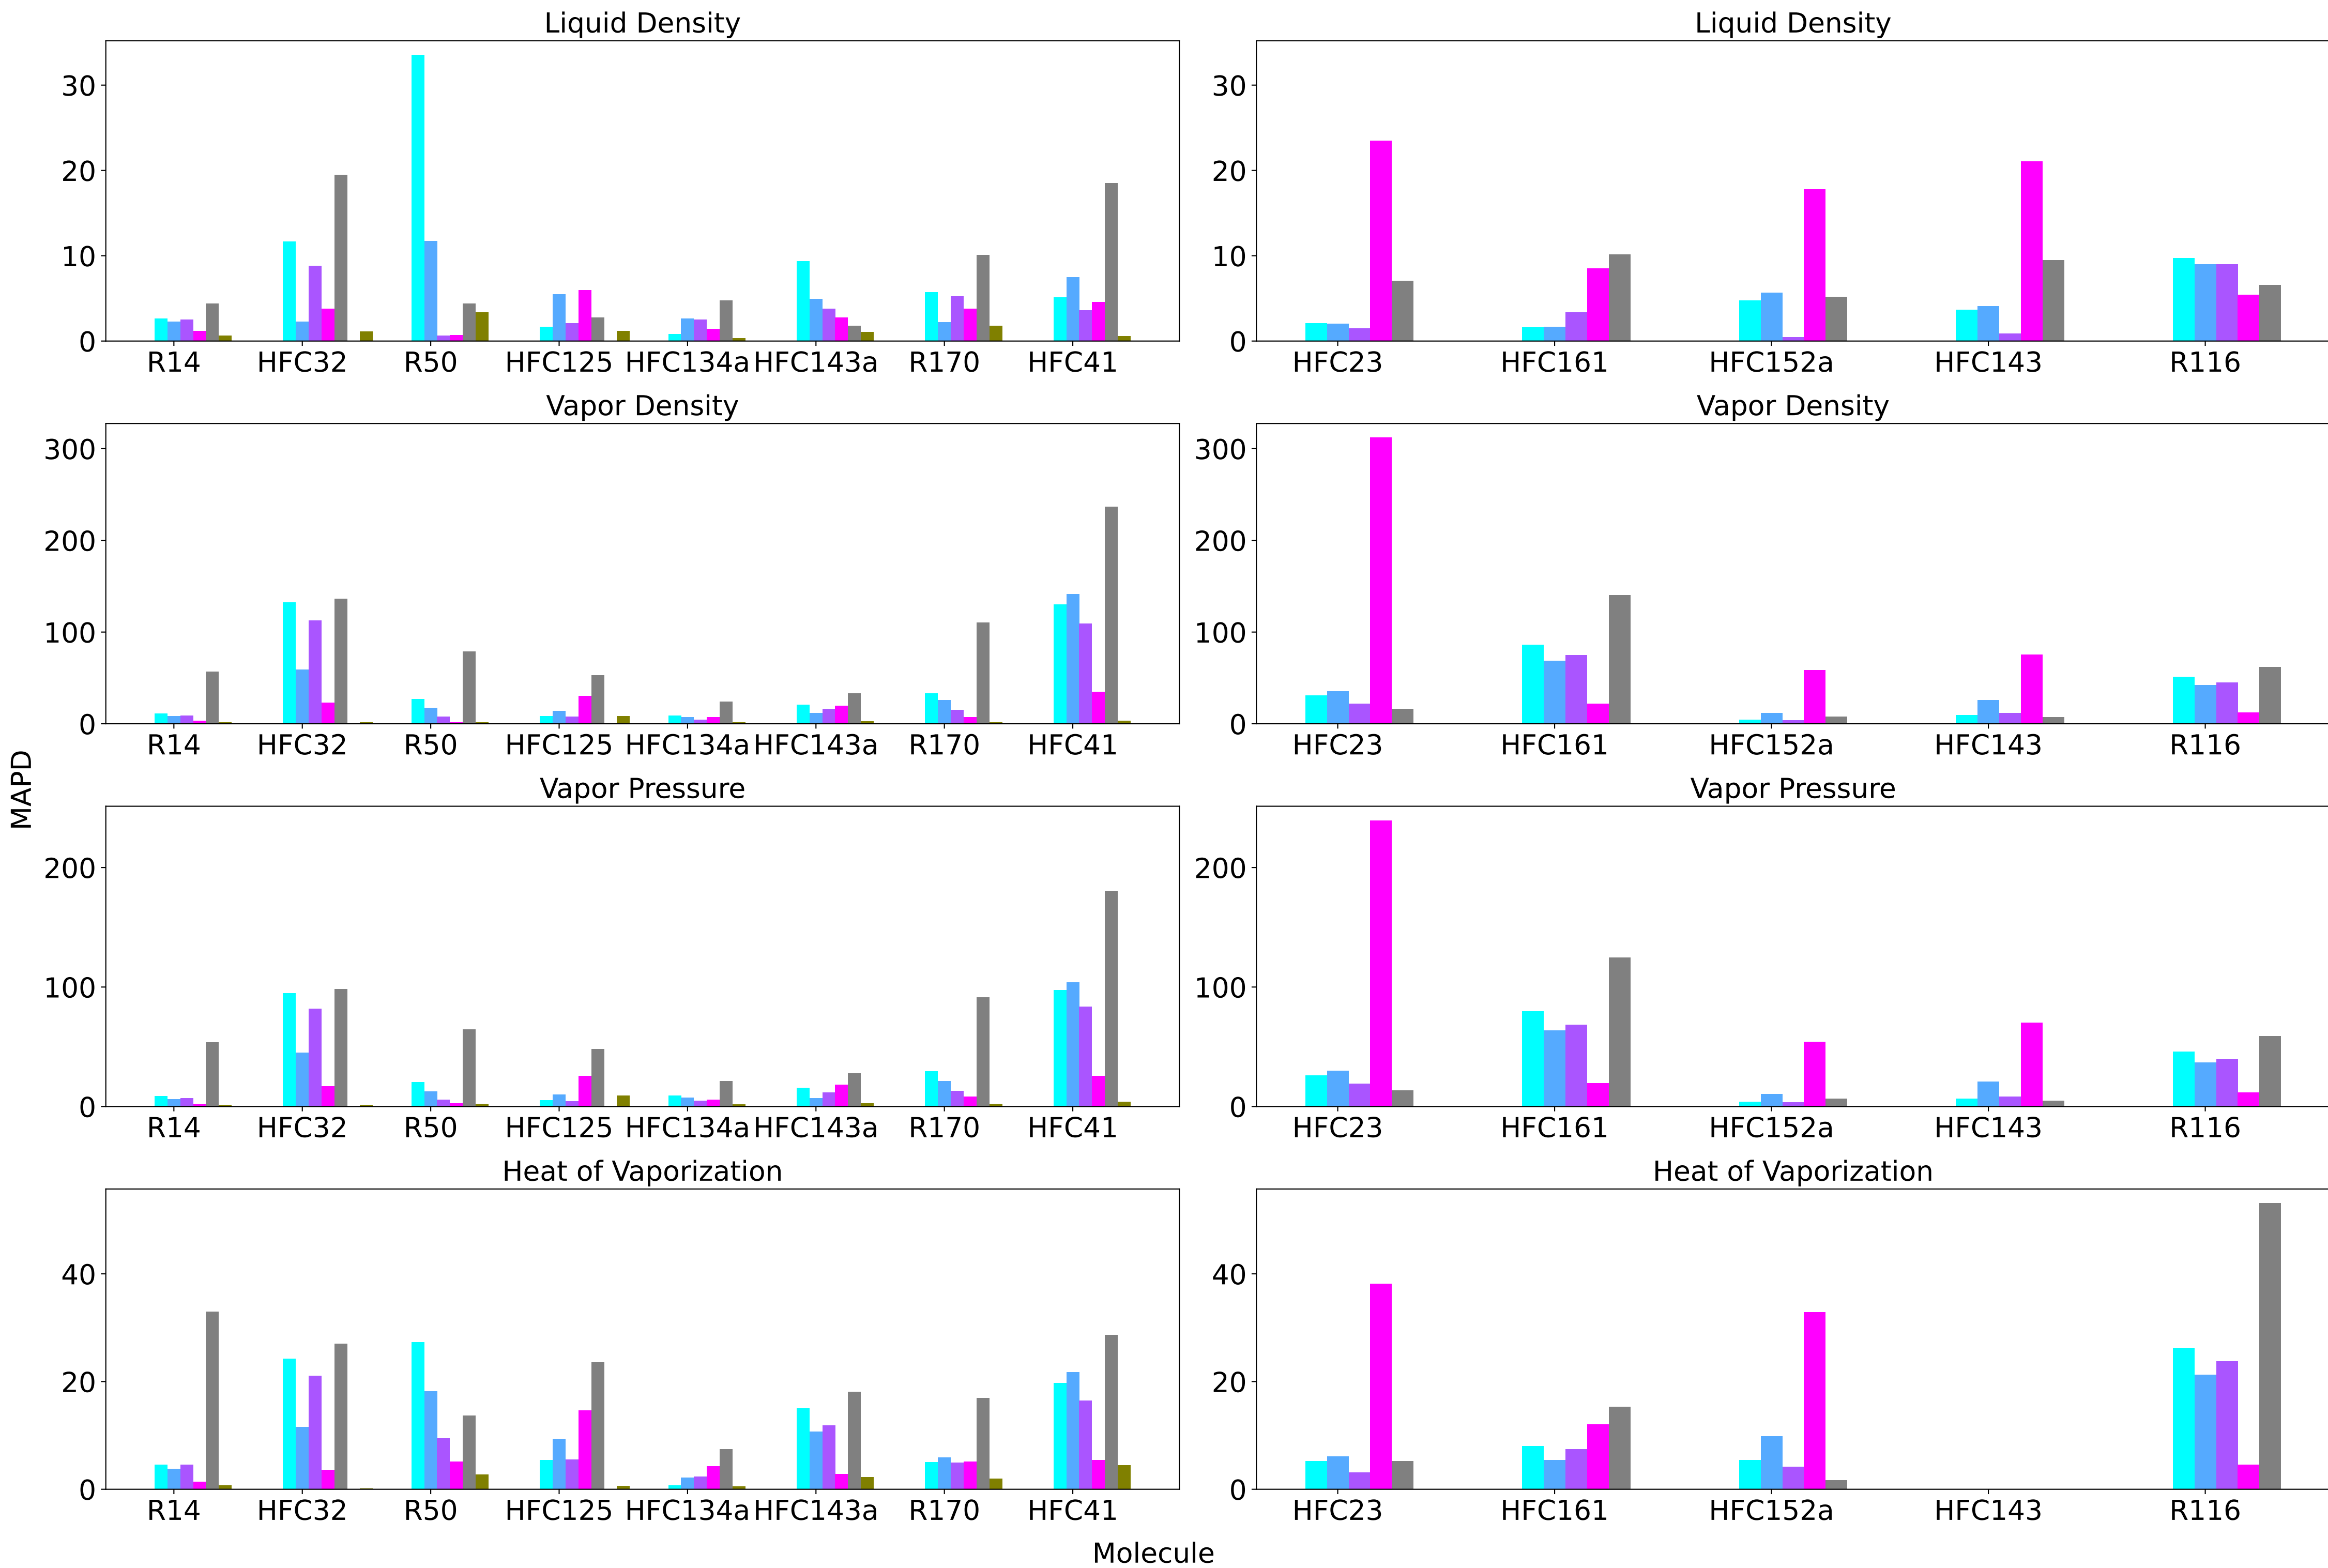 Liquid Density
30
20
10
0
R14 HFC32 R50 HFC125 HFC134a HFC143a R170 HFC41
Liquid Density
30
20
10
0
HFC23 HFC161 HFC152a HFC143 R116
Vapor Density
300
200
100
0
R14 HFC32 R50 HFC125 HFC134a HFC143a R170 HFC41
Vapor Density
300
200
100
0
HFC23 HFC161 HFC152a HFC143 R116
MAPD
Vapor Pressure
200
100
0
R14 HFC32 R50 HFC125 HFC134a HFC143a R170 HFC41
Vapor Pressure
200
100
0
HFC23 HFC161 HFC152a HFC143 R116
Heat of Vaporization
40
20
0
R14 HFC32 R50 HFC125 HFC134a HFC143a R170 HFC41
Heat of Vaporization
40
20
0
HFC23 HFC161 HFC152a HFC143 R116
Molecule